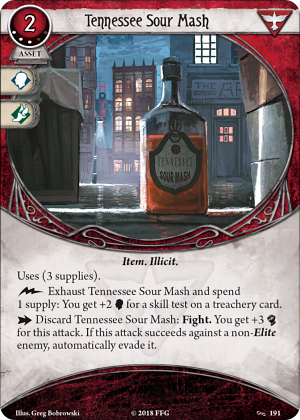 Tennessee Sour Mash
2
ASSET
THE AR
TENNESSEE
SOUR MASH
Item. Illicit.
Uses (3 supplies).
Exhaust Tennessee Sour Mash and spend
1 supply: You get +2 for a skill test on a treachery card.
Discard Tennessee Sour Mash: Fight. You get +3
for this attack. If this attack succeeds against a non-Elite
enemy, automatically evade it.
Illus. Greg Bobrowski © 2018 FFG 191